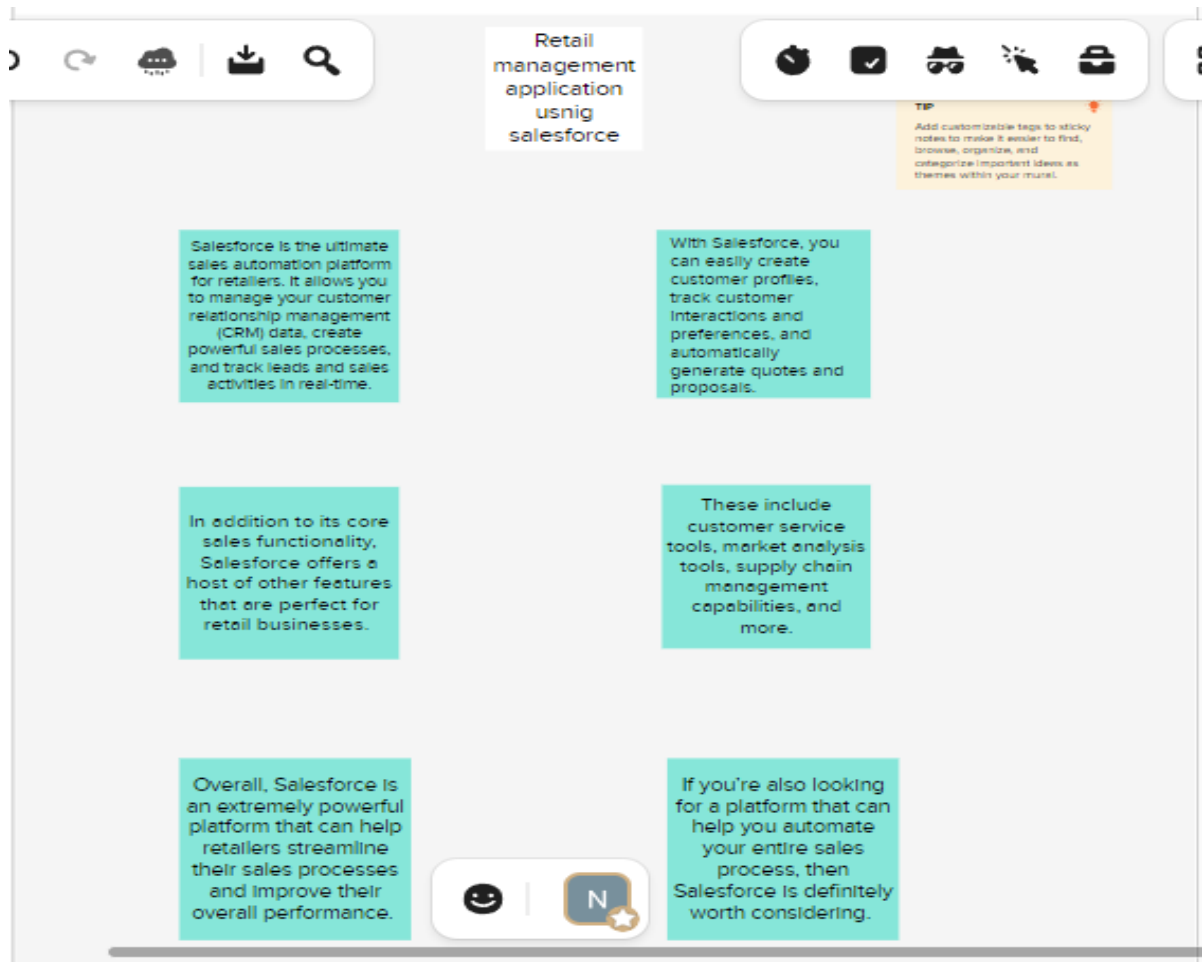 Retail
management
application
usnig
salesforce
TIP
Add customizable tags to sticky
notes to make it easier to find,
browse, organize, and
categorize important ideas as
themes within your mural.
Salesforce is the ultimate
sales automation platform
for retailers. It allows you
to manage your customer
relationship management
(CRM) data, create
powerful sales processes,
and track leads and sales
activities in real-time.
With Salesforce, you
can easily create
customer profiles,
track customer
interactions and
preferences, and
automatically
generate quotes and
proposals.
In addition to its core
sales functionality,
Salesforce offers a
host of other features
that are perfect for
retail businesses.
These include
customer service
tools, market analysis
tools, supply chain
management
capabilities, and
more.
Overall, Salesforce is
an extremely powerful
platform that can help
retailers streamline
their sales processes
and improve their
overall performance.
If you're also looking
for a platform that can
help you automate
your entire sales
process, then
Salesforce is definitely
worth considering.
N